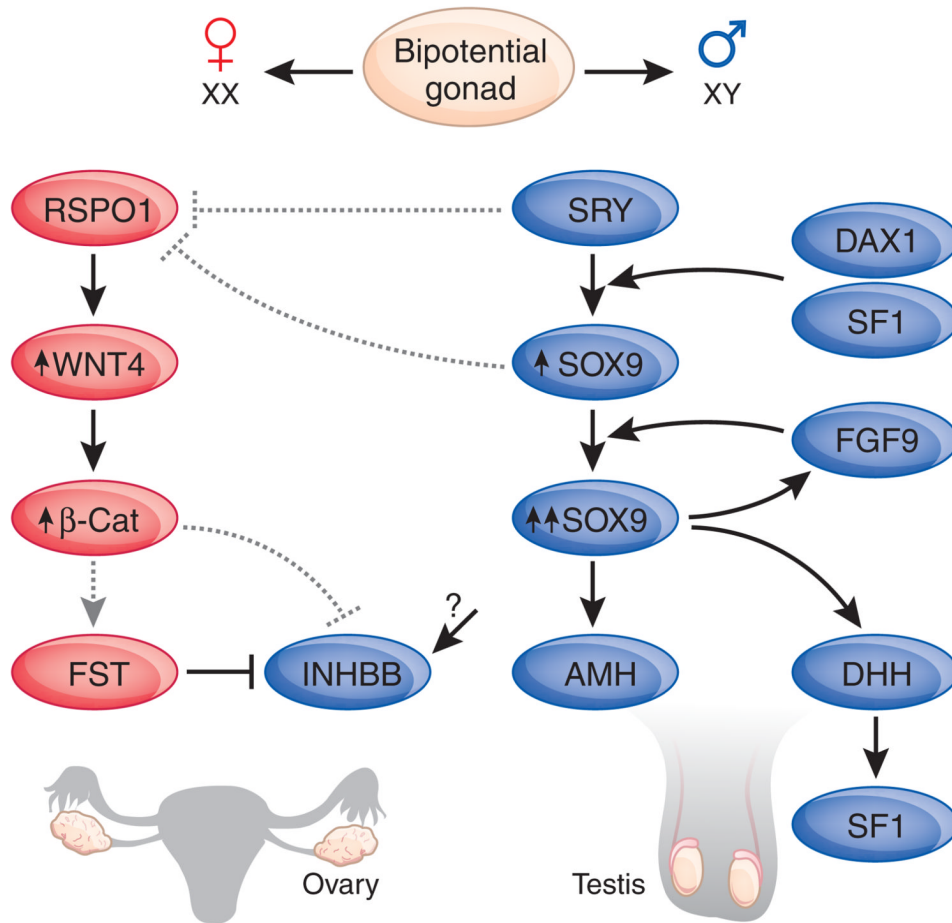 ♀
XX
Bipotential
gonad
♂
XY
RSPO1
SRY
DAX1
SF1
↑WNT4
↑SOX9
FGF9
↑β-Cat
↑↑SOX9
?
FST
INHBB
AMH
DHH
SF1
Ovary
Testis